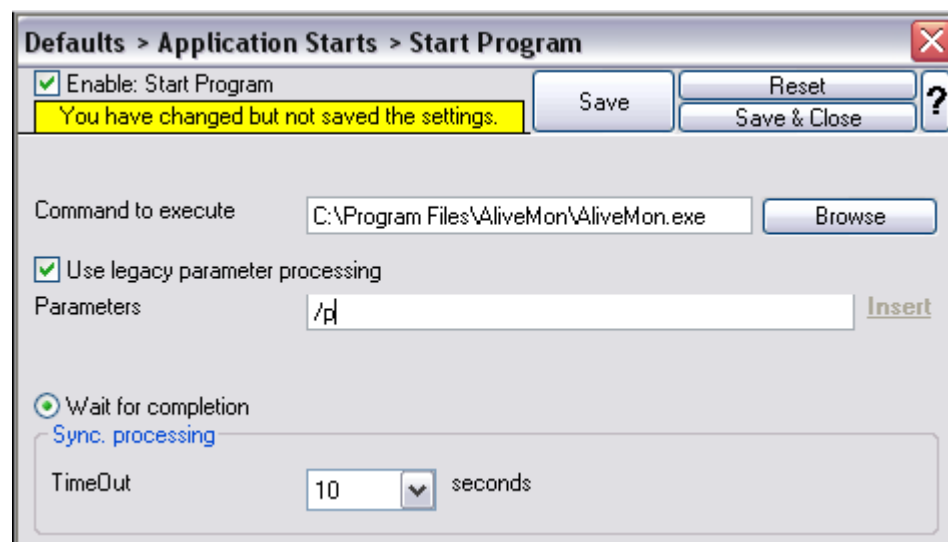 Defaults > Application Starts > Start Program
Enable: Start Program
You have changed but not saved the settings.
Save
Reset
Save & Close
?
Command to execute
C:\Program Files\AliveMon\AliveMon.exe
Browse
Use legacy parameter processing
Parameters
/p
Insert
Wait for completion
Sync. processing
TimeOut
10
seconds